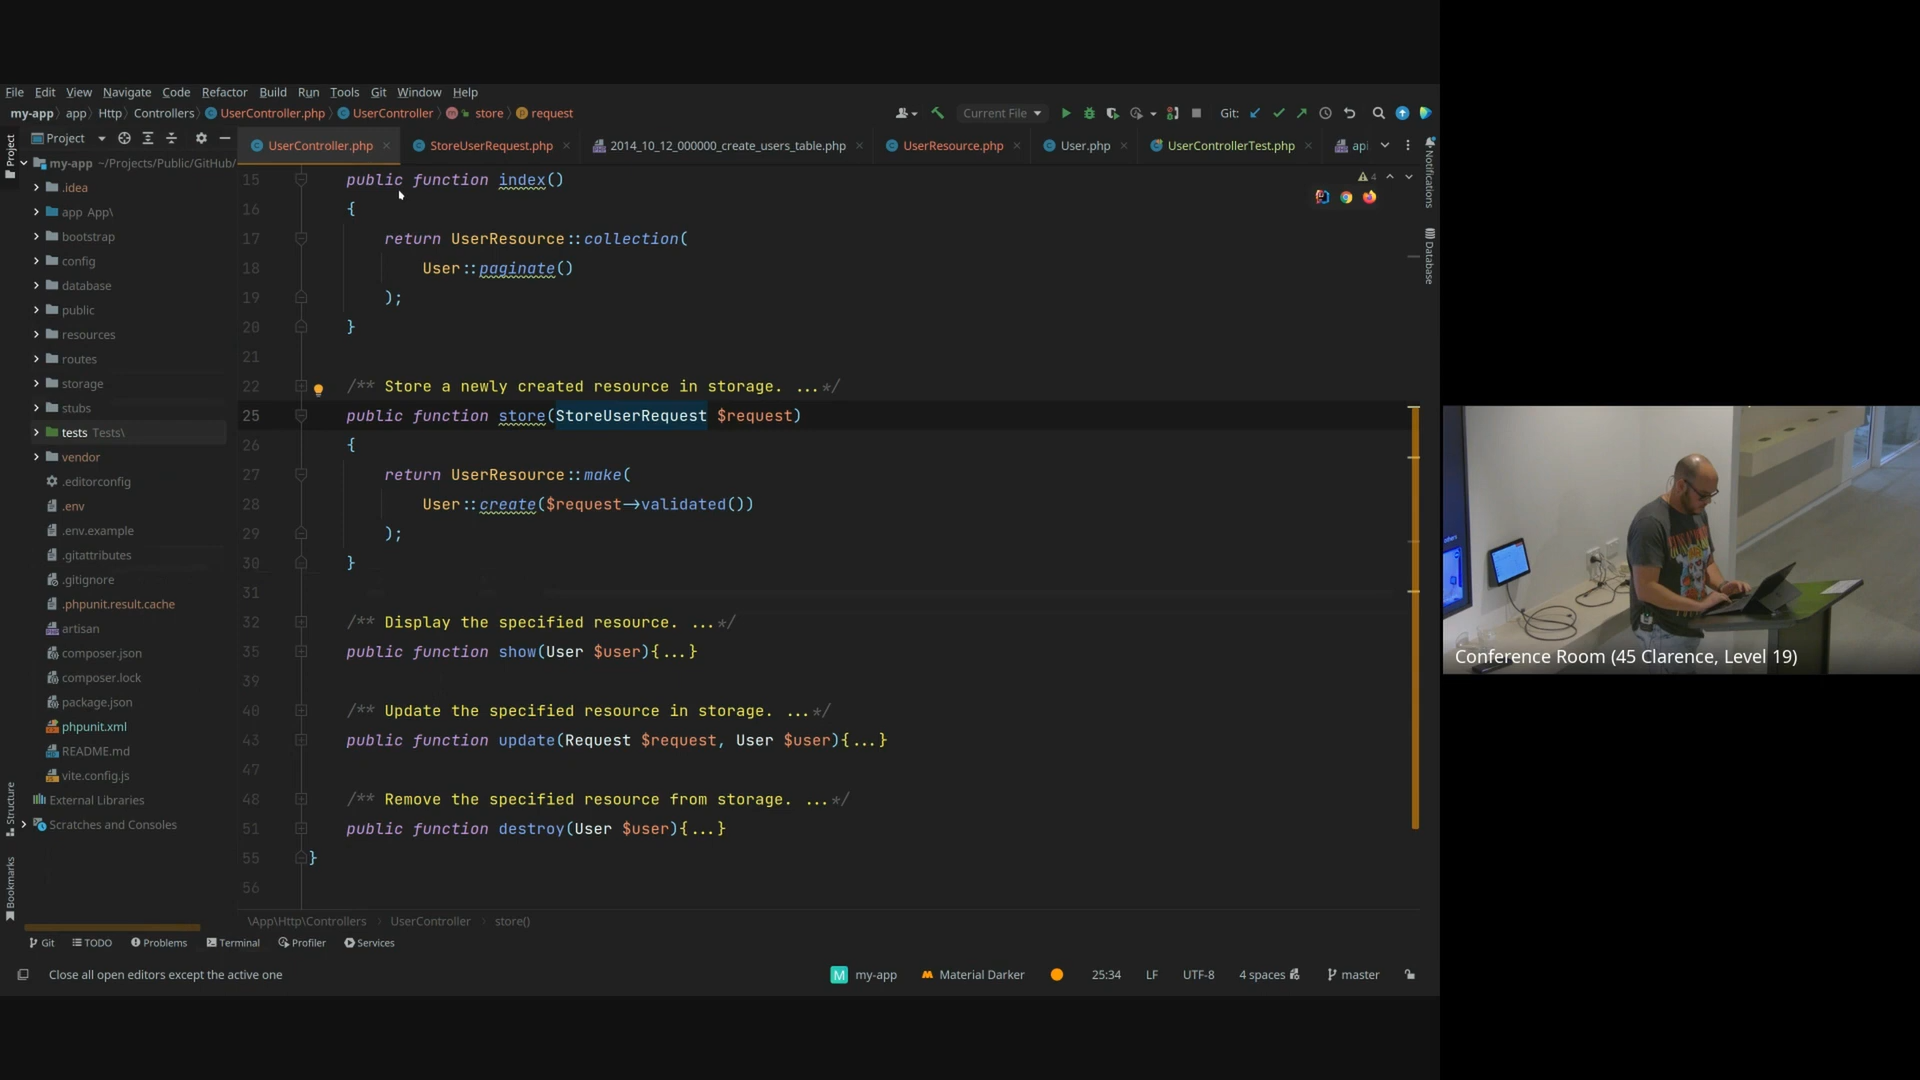 File Edit View Navigate Code Refactor Build Run Tools Git Window Help
my-app app Http Controllers UserController.php UserController store request
Current File Git:
Project
UserController.php StoreUserRequest.php 2014_10_12_000000_create_users_table.php UserResource.php User.php UserControllerTest.php api
Project
my-app ~/Projects/Public/GitHub/
.idea
app App\
bootstrap
config
database
public
resources
routes
storage
stubs
tests Tests\
vendor
.editorconfig
.env
.env.example
.gitattributes
.gitignore
.phpunit.result.cache
artisan
composer.json
composer.lock
package.json
phpunit.xml
README.md
vite.config.js
External Libraries
Scratches and Consoles
Structure
Bookmarks
15 public function index()
16 {
17 return UserResource::collection(
18 User::paginate()
19 );
20 }
21
22 /** Store a newly created resource in storage. ...*/
25 public function store(StoreUserRequest $request)
26 {
27 return UserResource::make(
28 User::create($request->validated())
29 );
30 }
31
32 /** Display the specified resource. ...*/
35 public function show(User $user){...}
39
40 /** Update the specified resource in storage. ...*/
43 public function update(Request $request, User $user){...}
47
48 /** Remove the specified resource from storage. ...*/
51 public function destroy(User $user){...}
55 }
56
4
Notifications
Database
\App\Http\Controllers UserController store()
Git TODO Problems Terminal Profiler Services
Close all open editors except the active one M my-app Material Darker 25:34 LF UTF-8 4 spaces master
Conference Room (45 Clarence, Level 19)